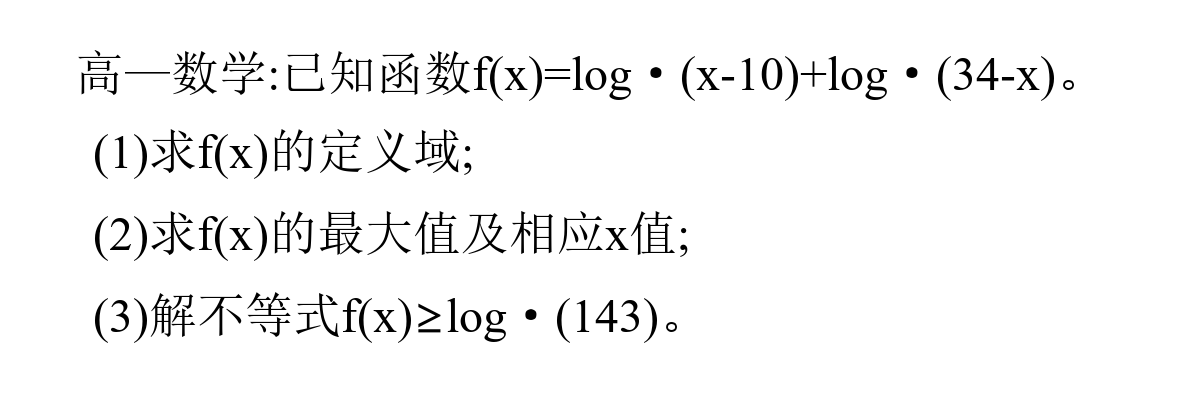 高一数学:已知函数f(x)=log·(x-10)+log·(34-x)。
(1)求f(x)的定义域;
(2)求f(x)的最大值及相应x值;
(3)解不等式f(x)≥log·(143)。